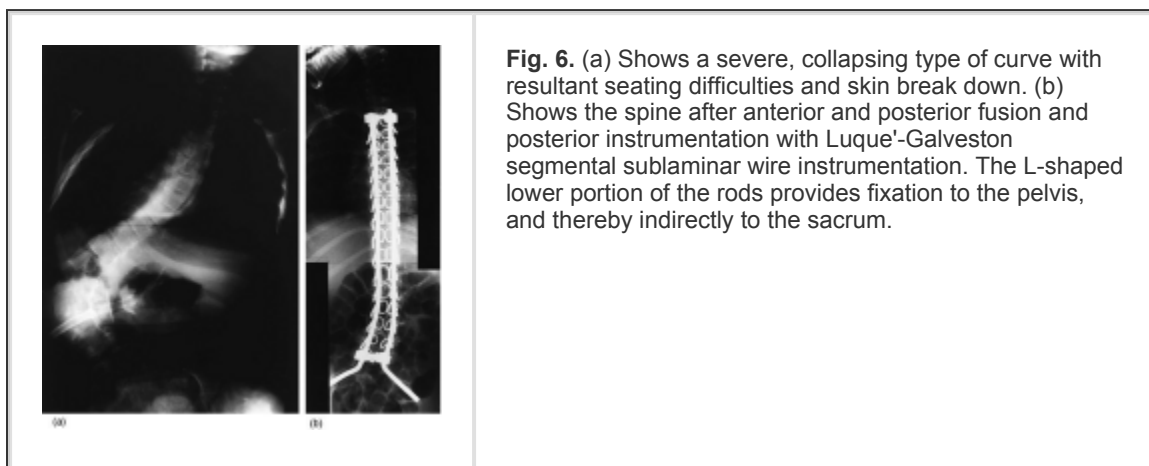 Fig. 6. (a) Shows a severe, collapsing type of curve with
resultant seating difficulties and skin break down. (b)
Shows the spine after anterior and posterior fusion and
posterior instrumentation with Luque'-Galveston
segmental sublaminar wire instrumentation. The L-shaped
lower portion of the rods provides fixation to the pelvis,
and thereby indirectly to the sacrum.
(a)
(b)